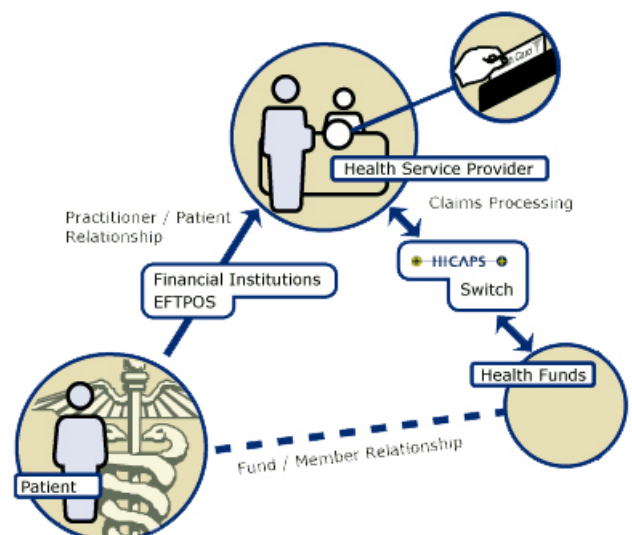 Health Service Provider
Practitioner / Patient
Relationship
Claims Processing
HICAPS
Switch
Financial Institutions
EFTPOS
Health Funds
Fund / Member Relationship
Patient